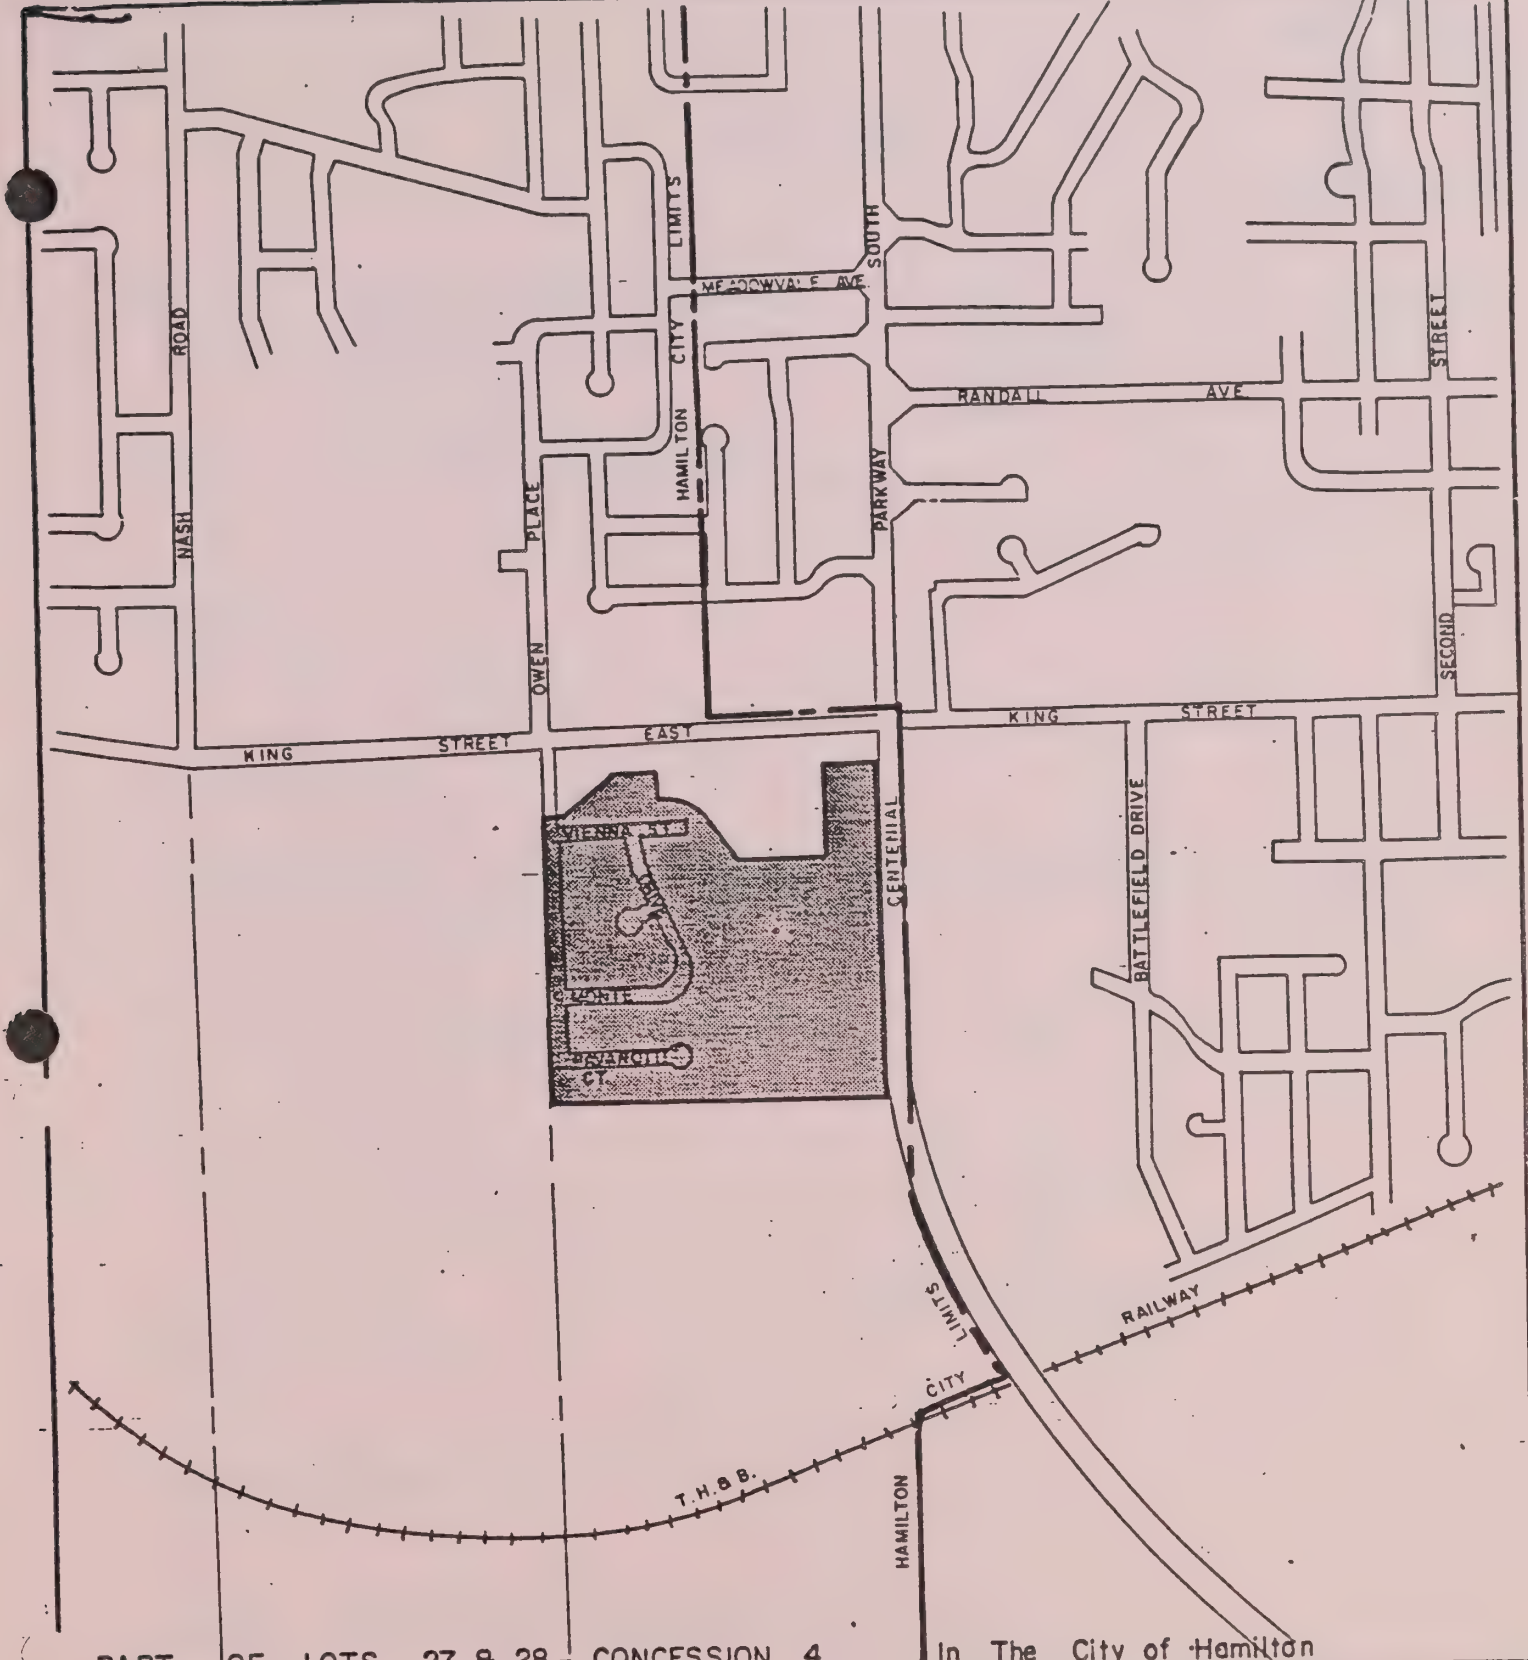 LIMITS
SOUTH
MEADOWVALE AVE.
ROAD
CITY
STREET
RANDALL AVE.
HAMILTON
PARKWAY
PLACE
NASH
OWEN
SECOND
KING STREET EAST
KING STREET
VIENNA ST.
CENTENIAL
BATTLEFIELD DRIVE
MONTE
CT.
LIMITS
RAILWAY
CITY
T.H.&B.
HAMILTON
PART OF LOTS 27 & 28 CONCESSION 4 In The City of Hamilton